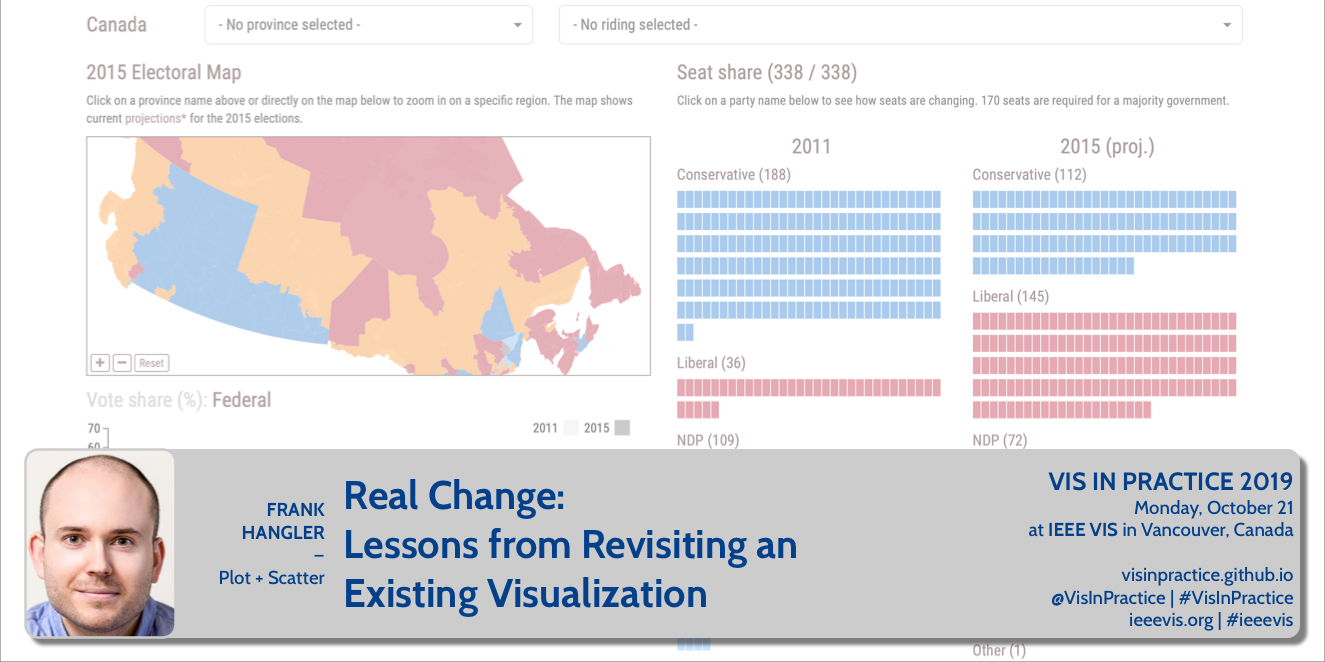 Canada
- No province selected -
- No riding selected -
2015 Electoral Map
Click on a province name above or directly on the map below to zoom in on a specific region. The map shows
current projections* for the 2015 elections.
+
−
Reset
Vote share (%): Federal
2011
2015
70
60
Seat share (338 / 338)
Click on a party name below to see how seats are changing. 170 seats are required for a majority government.
2011
Conservative (188)
Liberal (36)
NDP (109)
2015 (proj.)
Conservative (112)
Liberal (145)
NDP (72)
Other (1)
FRANK
HANGLER
–
Plot + Scatter
Real Change:
Lessons from Revisiting an
Existing Visualization
VIS IN PRACTICE 2019
Monday, October 21
at IEEE VIS in Vancouver, Canada
visinpractice.github.io
@VisInPractice | #VisInPractice
ieeevis.org | #ieeevis